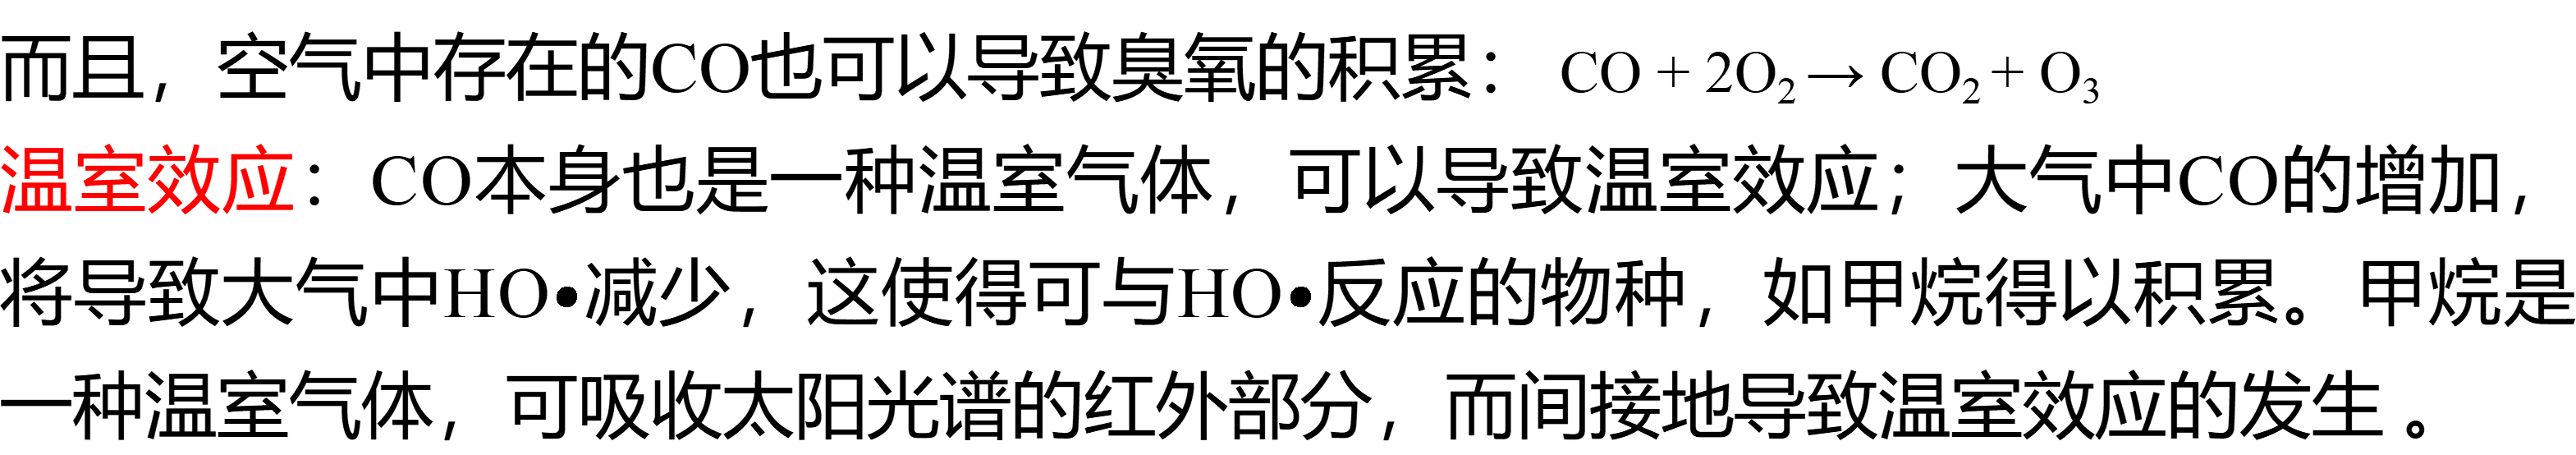 而且，空气中存在的CO也可以导致臭氧的积累： CO + 2O₂ → CO₂ + O₃
温室效应：CO本身也是一种温室气体，可以导致温室效应；大气中CO的增加，
将导致大气中HO•减少，这使得可与HO•反应的物种，如甲烷得以积累。甲烷是
一种温室气体，可吸收太阳光谱的红外部分，而间接地导致温室效应的发生 。